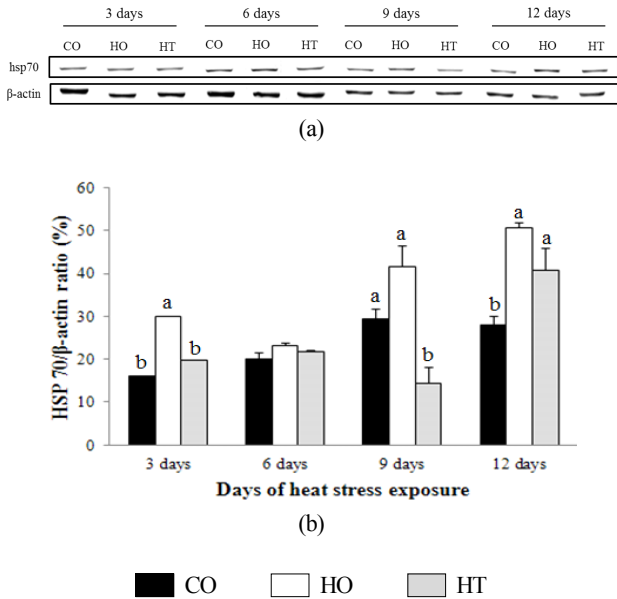 3 days 6 days 9 days 12 days
CO HO HT CO HO HT CO HO HT CO HO HT
hsp70
β-actin
(a)
HSP 70/β-actin ratio (%)
60
50
40
30
20
10
0
b a b
a a b
b a a
3 days 6 days 9 days 12 days
Days of heat stress exposure
(b)
CO HO HT